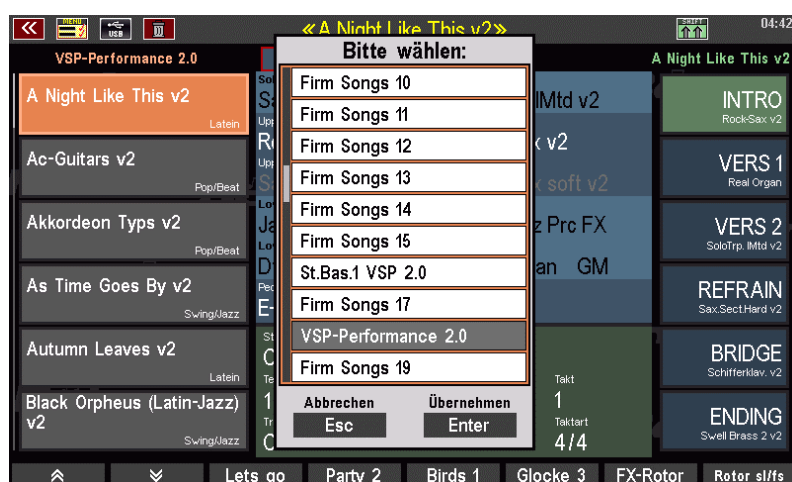 MENU
USB
«A Night Like This v2»
SHIFT
04:42
VSP-Performance 2.0
A Night Like This v2
A Night Like This v2
Latein
Ac-Guitars v2
Pop/Beat
Akkordeon Typs v2
Pop/Beat
As Time Goes By v2
Swing/Jazz
Autumn Leaves v2
Latein
Black Orpheus (Latin-Jazz)
v2
Swing/Jazz
Bitte wählen:
Firm Songs 10
Firm Songs 11
Firm Songs 12
Firm Songs 13
Firm Songs 14
Firm Songs 15
St.Bas.1 VSP 2.0
Firm Songs 17
VSP-Performance 2.0
Firm Songs 19
Abbrechen
Übernehmen
Esc
Enter
lMtd v2
v2
soft v2
Prc FX
GM
Takt
1
Taktart
4/4
INTRO
Rock-Sax v2
VERS 1
Real Organ
VERS 2
SoloTrp. lMtd v2
REFRAIN
Sax.Sect.Hard v2
BRIDGE
Schifferklav. v2
ENDING
Swell Brass 2 v2
Lets go
Party 2
Birds 1
Glocke 3
FX-Rotor
Rotor sl/fs